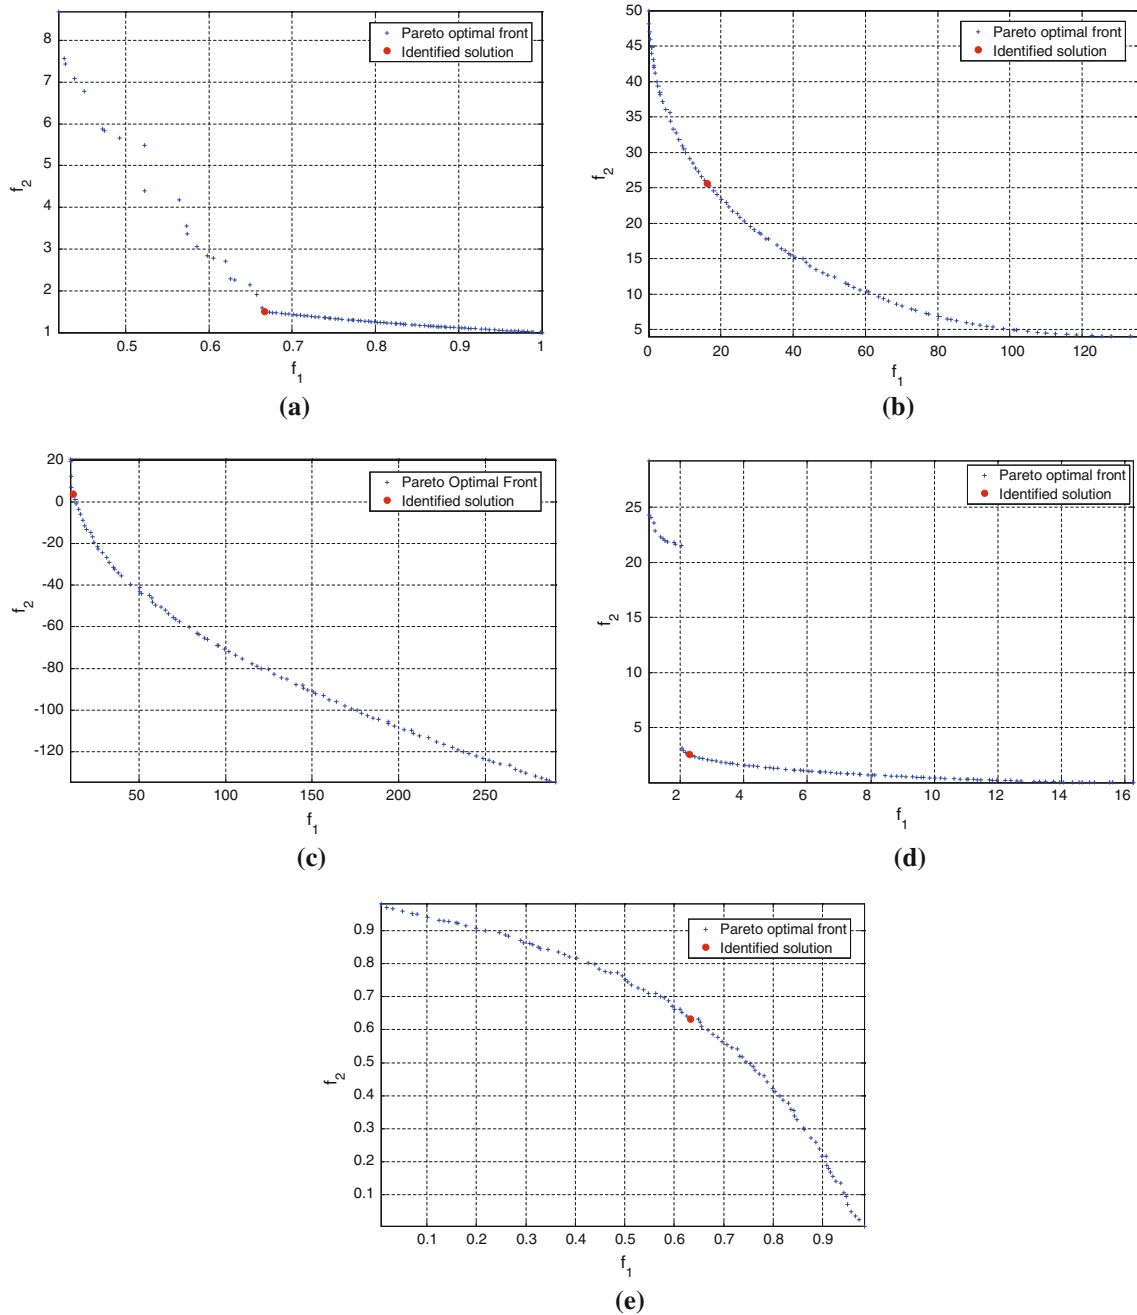 (a)
8
7
6
5
4
3
2
1
f2
0.5 0.6 0.7 0.8 0.9 1
f1
Pareto optimal front
Identified solution
(b)
50
45
40
35
30
25
20
15
10
5
f2
0 20 40 60 80 100 120
f1
Pareto optimal front
Identified solution
20
0
-20
-40
-60
-80
-100
-120
f2
50 100 150 200 250
f1
Pareto Optimal Front
Identified solution
(c)
25
20
15
10
5
f2
2 4 6 8 10 12 14 16
f1
Pareto optimal front
Identified solution
(d)
0.9
0.8
0.7
0.6
0.5
0.4
0.3
0.2
0.1
f2
0.1 0.2 0.3 0.4 0.5 0.6 0.7 0.8 0.9
f1
Pareto optimal front
Identified solution
(e)